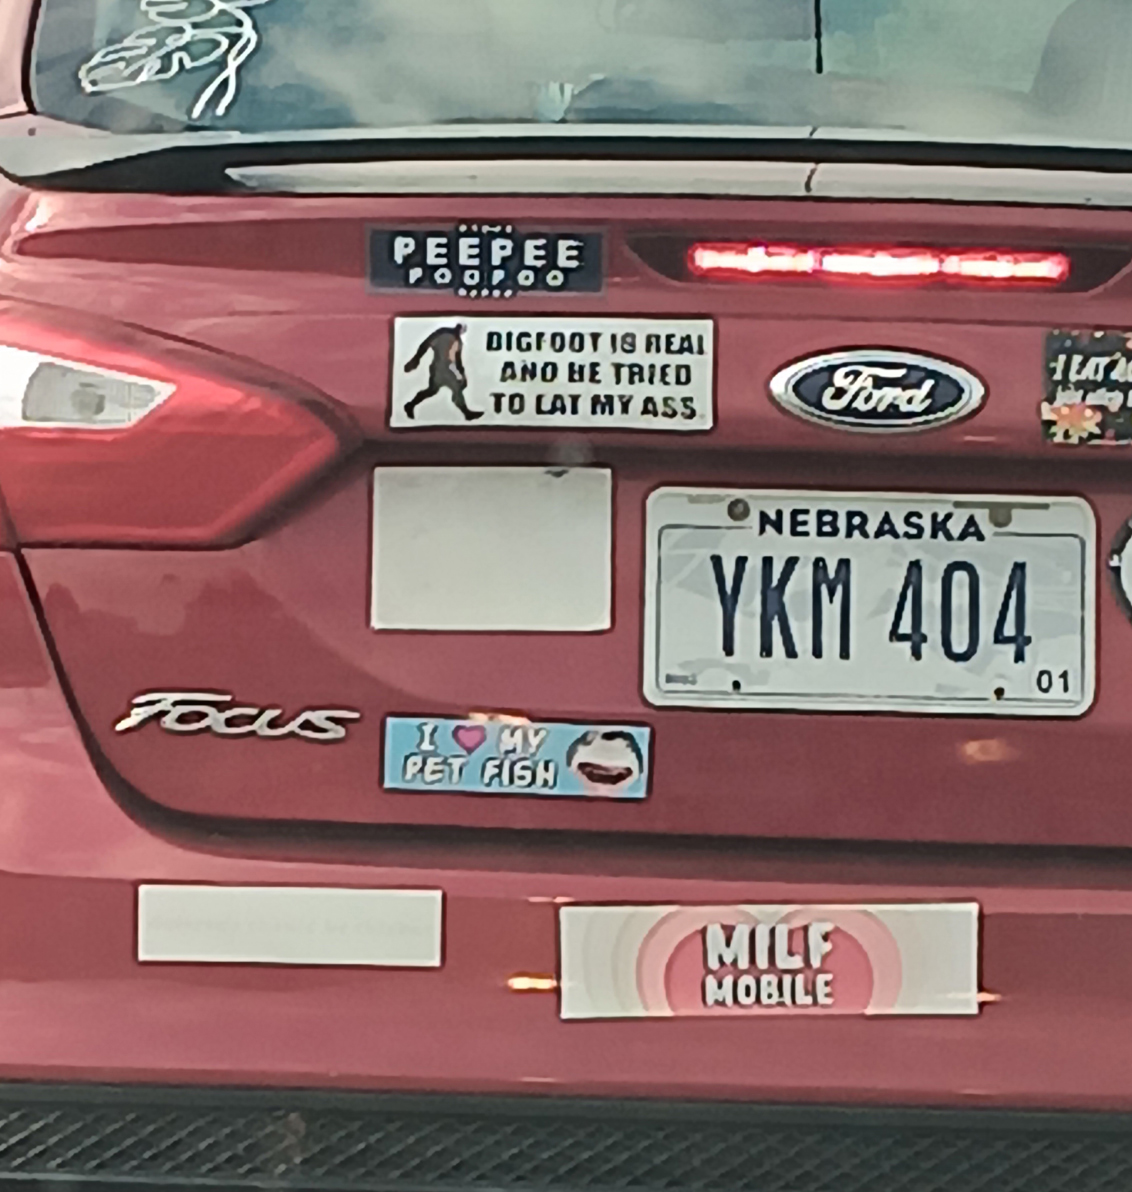 PEEPEE
POOPOO
BIGFOOT IS REAL
AND HE TRIED
TO EAT MY ASS
Ford
I EAT
NEBRASKA
YKM 404
01
FOCUS
I ❤ MY
PET FISH
MILF
MOBILE